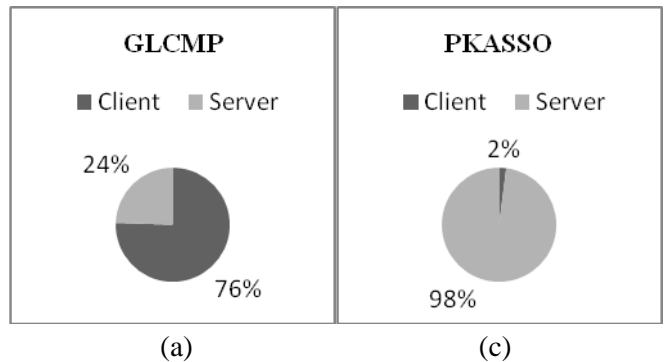 GLCMP
Client Server
24%
76%
(a)
PKASSO
Client Server
2%
98%
(c)